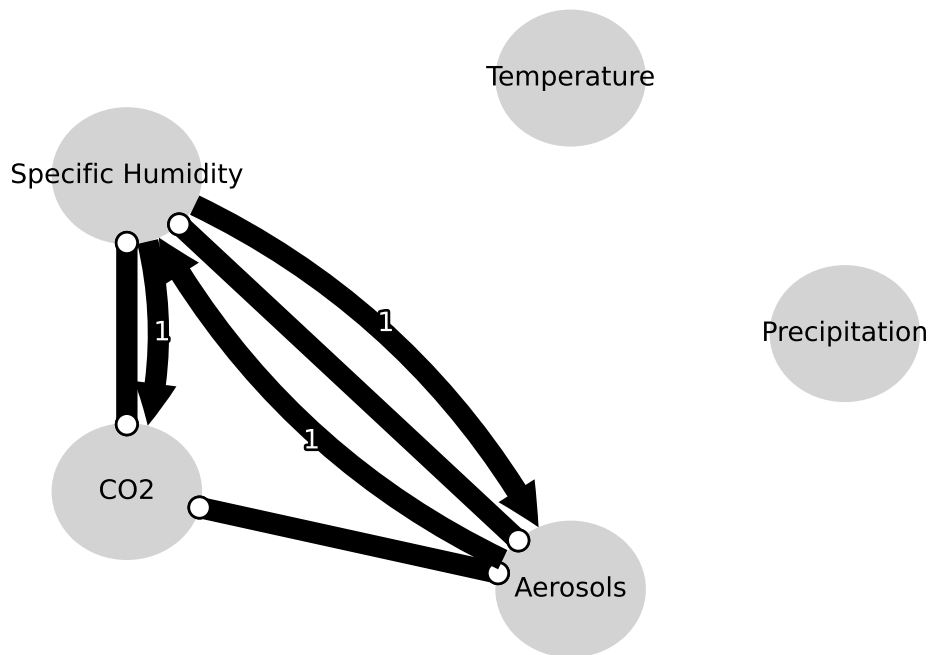 Temperature
Specific Humidity
1
1
Precipitation
1
CO2
Aerosols